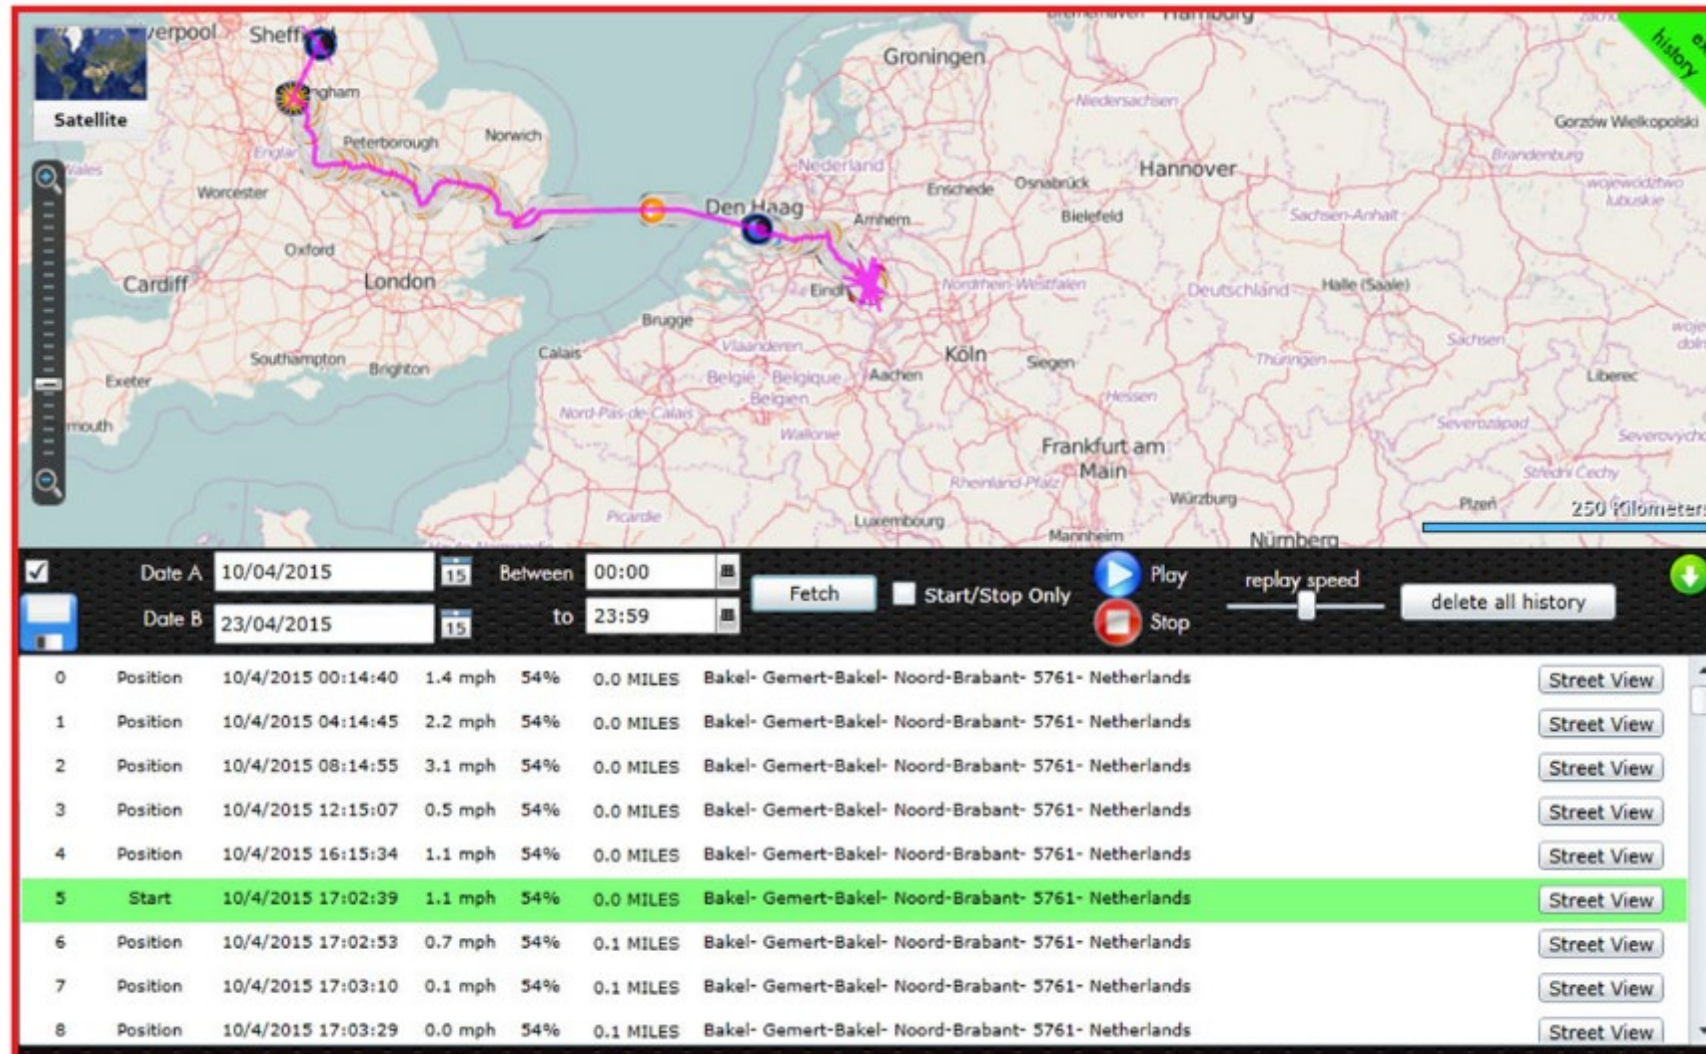 verpool
Sheff
Groningen
history
ngham
Niedersachsen
Satellite
Gorzów Wielkopolski
Peterborough
Norwich
Hannover
Nederland
Brandenburg
Wales
Worcester
Enschede
Osnabrück
województwo
lubuskie
Den Haag
Arnhem
Bielefeld
Sachsen-Anhalt
Oxford
Cardiff
London
Eindh
Nordrhein-Westfalen
Deutschland
Halle (Saale)
Brugge
Southampton
Brighton
Calais
Vlaanderen
Köln
Siegen
Thüringen
Sachsen
Exeter
België - Belgique
- Belgien
Aachen
Liberec
mouth
Nord-Pas-de-Calais
Hessen
Wallonie
Severozápad
Frankfurt am
Main
Rheinland-Pfalz
Střední Čechy
Picardie
Luxembourg
Würzburg
Plzeň
250 Kilometers
Mannheim
Nürnberg
Date A 10/04/2015 15 Between 00:00 Fetch Start/Stop Only Play replay speed delete all history
Date B 23/04/2015 15 to 23:59 Stop
0 Position 10/4/2015 00:14:40 1.4 mph 54% 0.0 MILES Bakel- Gemert-Bakel- Noord-Brabant- 5761- Netherlands Street View
1 Position 10/4/2015 04:14:45 2.2 mph 54% 0.0 MILES Bakel- Gemert-Bakel- Noord-Brabant- 5761- Netherlands Street View
2 Position 10/4/2015 08:14:55 3.1 mph 54% 0.0 MILES Bakel- Gemert-Bakel- Noord-Brabant- 5761- Netherlands Street View
3 Position 10/4/2015 12:15:07 0.5 mph 54% 0.0 MILES Bakel- Gemert-Bakel- Noord-Brabant- 5761- Netherlands Street View
4 Position 10/4/2015 16:15:34 1.1 mph 54% 0.0 MILES Bakel- Gemert-Bakel- Noord-Brabant- 5761- Netherlands Street View
5 Start 10/4/2015 17:02:39 1.1 mph 54% 0.0 MILES Bakel- Gemert-Bakel- Noord-Brabant- 5761- Netherlands Street View
6 Position 10/4/2015 17:02:53 0.7 mph 54% 0.1 MILES Bakel- Gemert-Bakel- Noord-Brabant- 5761- Netherlands Street View
7 Position 10/4/2015 17:03:10 0.1 mph 54% 0.1 MILES Bakel- Gemert-Bakel- Noord-Brabant- 5761- Netherlands Street View
8 Position 10/4/2015 17:03:29 0.0 mph 54% 0.1 MILES Bakel- Gemert-Bakel- Noord-Brabant- 5761- Netherlands Street View